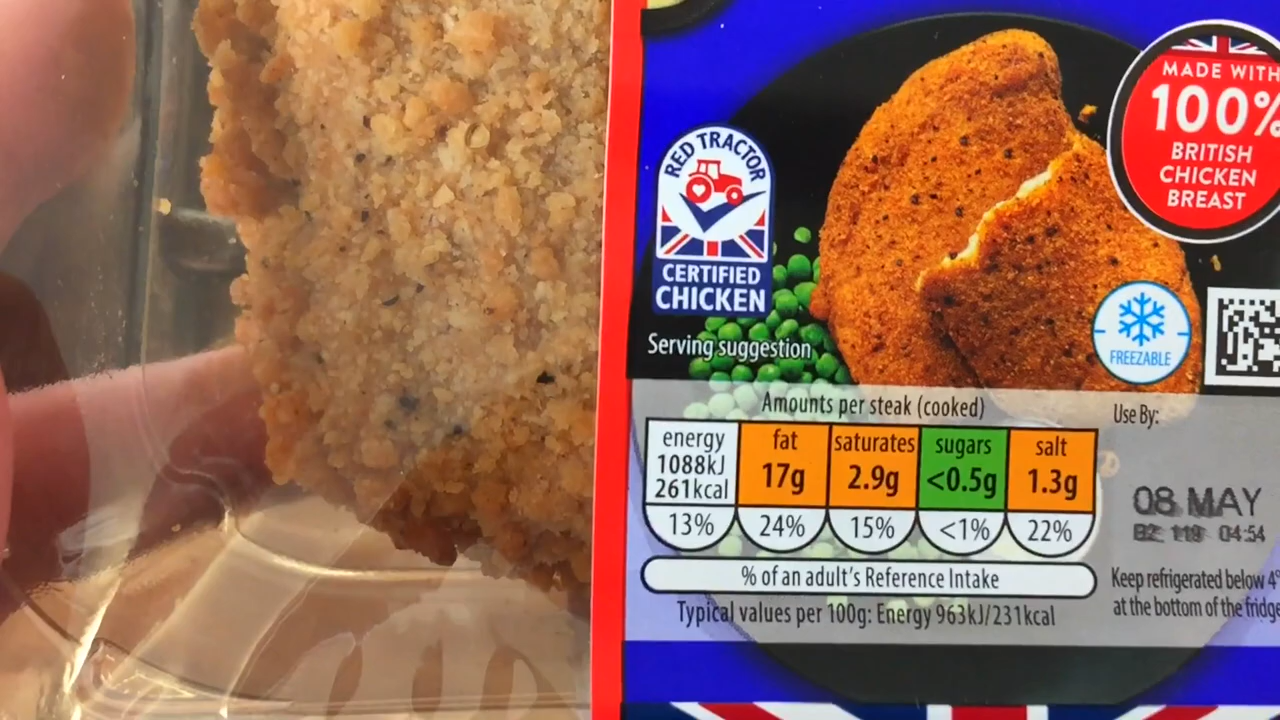 RED TRACTOR
CERTIFIED
CHICKEN
MADE WITH
100%
BRITISH
CHICKEN
BREAST
FREEZABLE
Serving suggestion
Amounts per steak (cooked)
energy
1088kJ
261kcal
13%
fat
17g
24%
saturates
2.9g
15%
sugars
<0.5g
<1%
salt
1.3g
22%
% of an adult's Reference Intake
Typical values per 100g: Energy 963kJ/231kcal
Use By:
08 MAY
B2 119 04:54
Keep refrigerated below 4°
at the bottom of the fridge